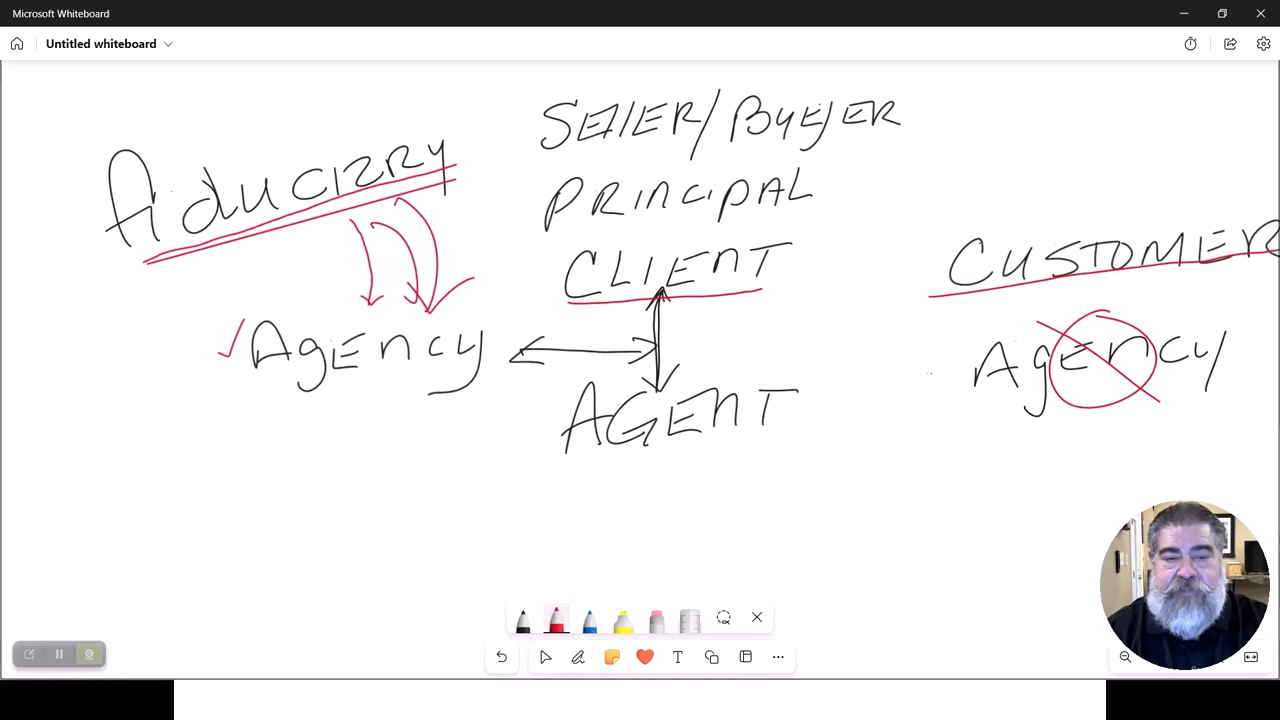 Microsoft Whiteboard
Untitled whiteboard
SEllER/BuyER
Fiduciary
PRINCIPAL
CLIENT
CUSTOMER
Agency
Agency
AGENT
T